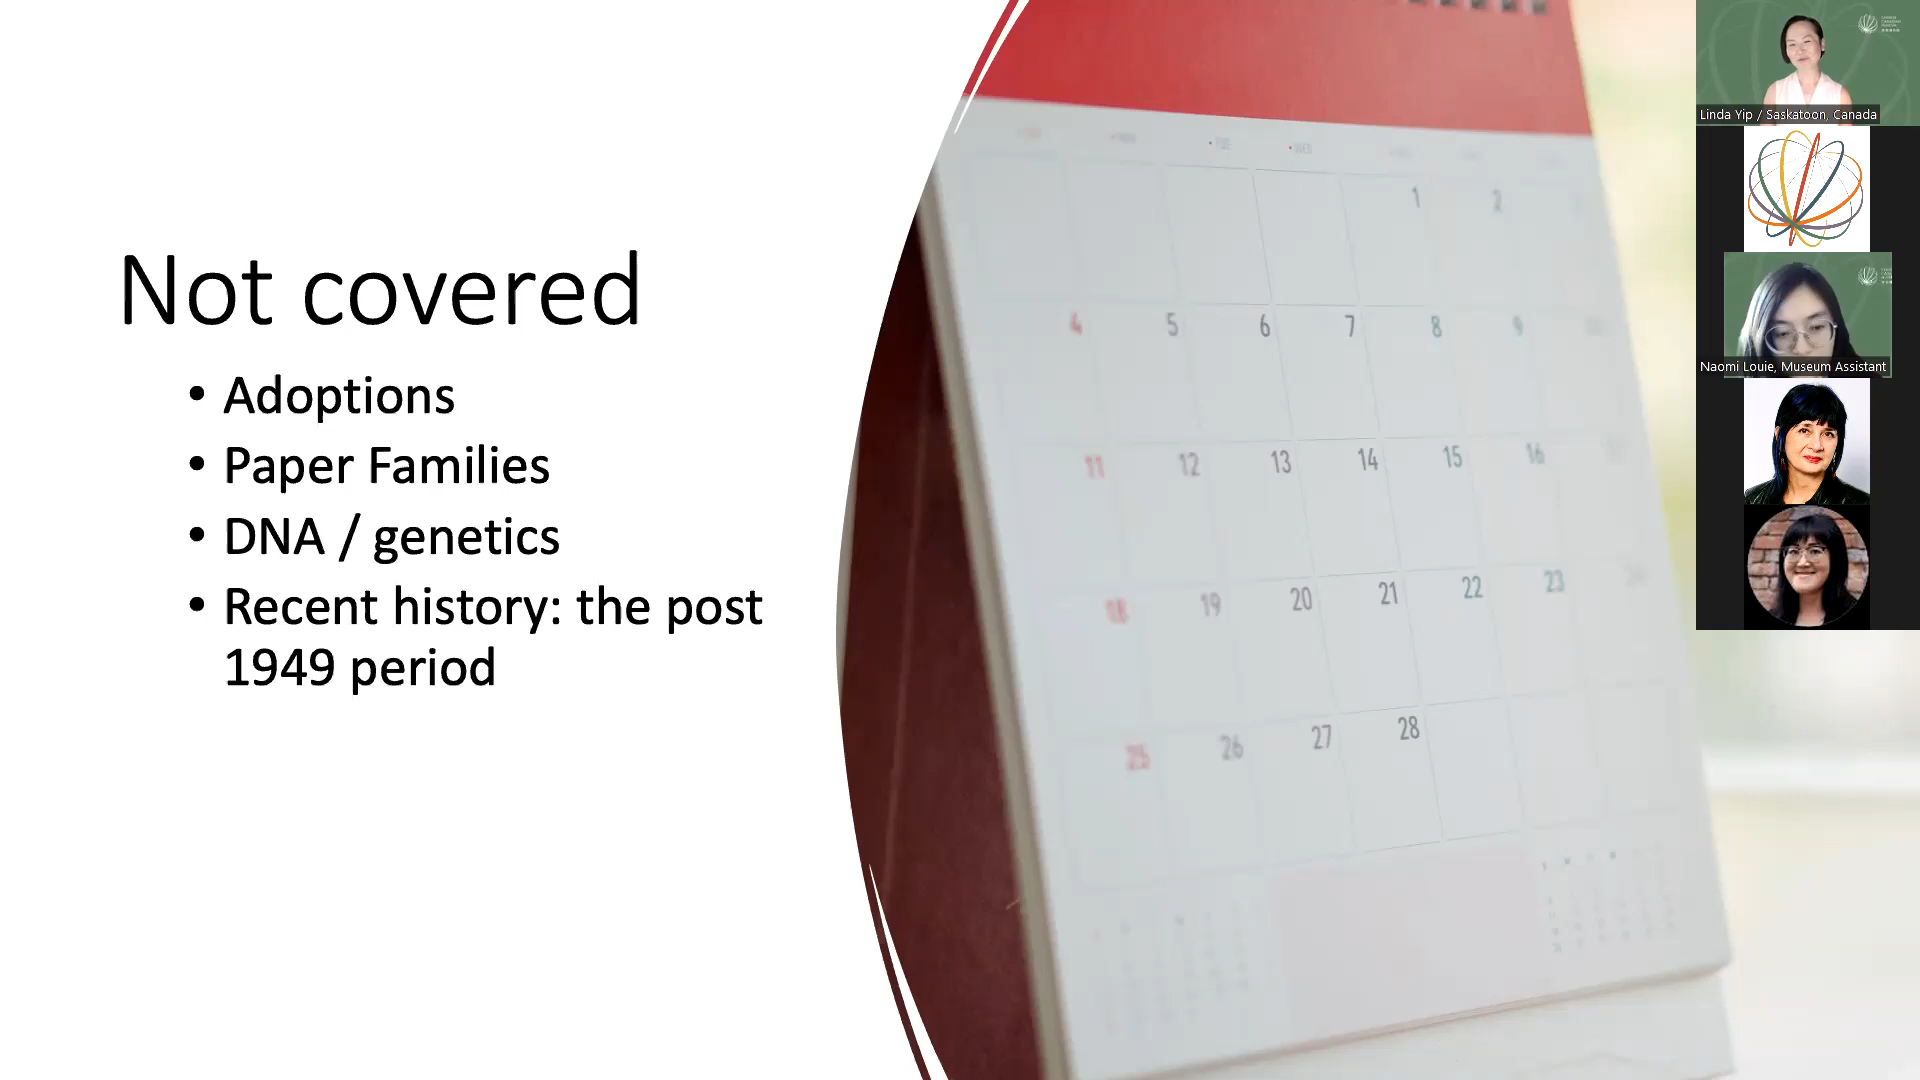 Not covered
• Adoptions
• Paper Families
• DNA / genetics
• Recent history: the post
1949 period
TUE
WED
1 2
4 5 6 7 8 9
11 12 13 14 15 16
18 19 20 21 22 23
25 26 27 28
Linda Yip / Saskatoon, Canada
Naomi Louie, Museum Assistant